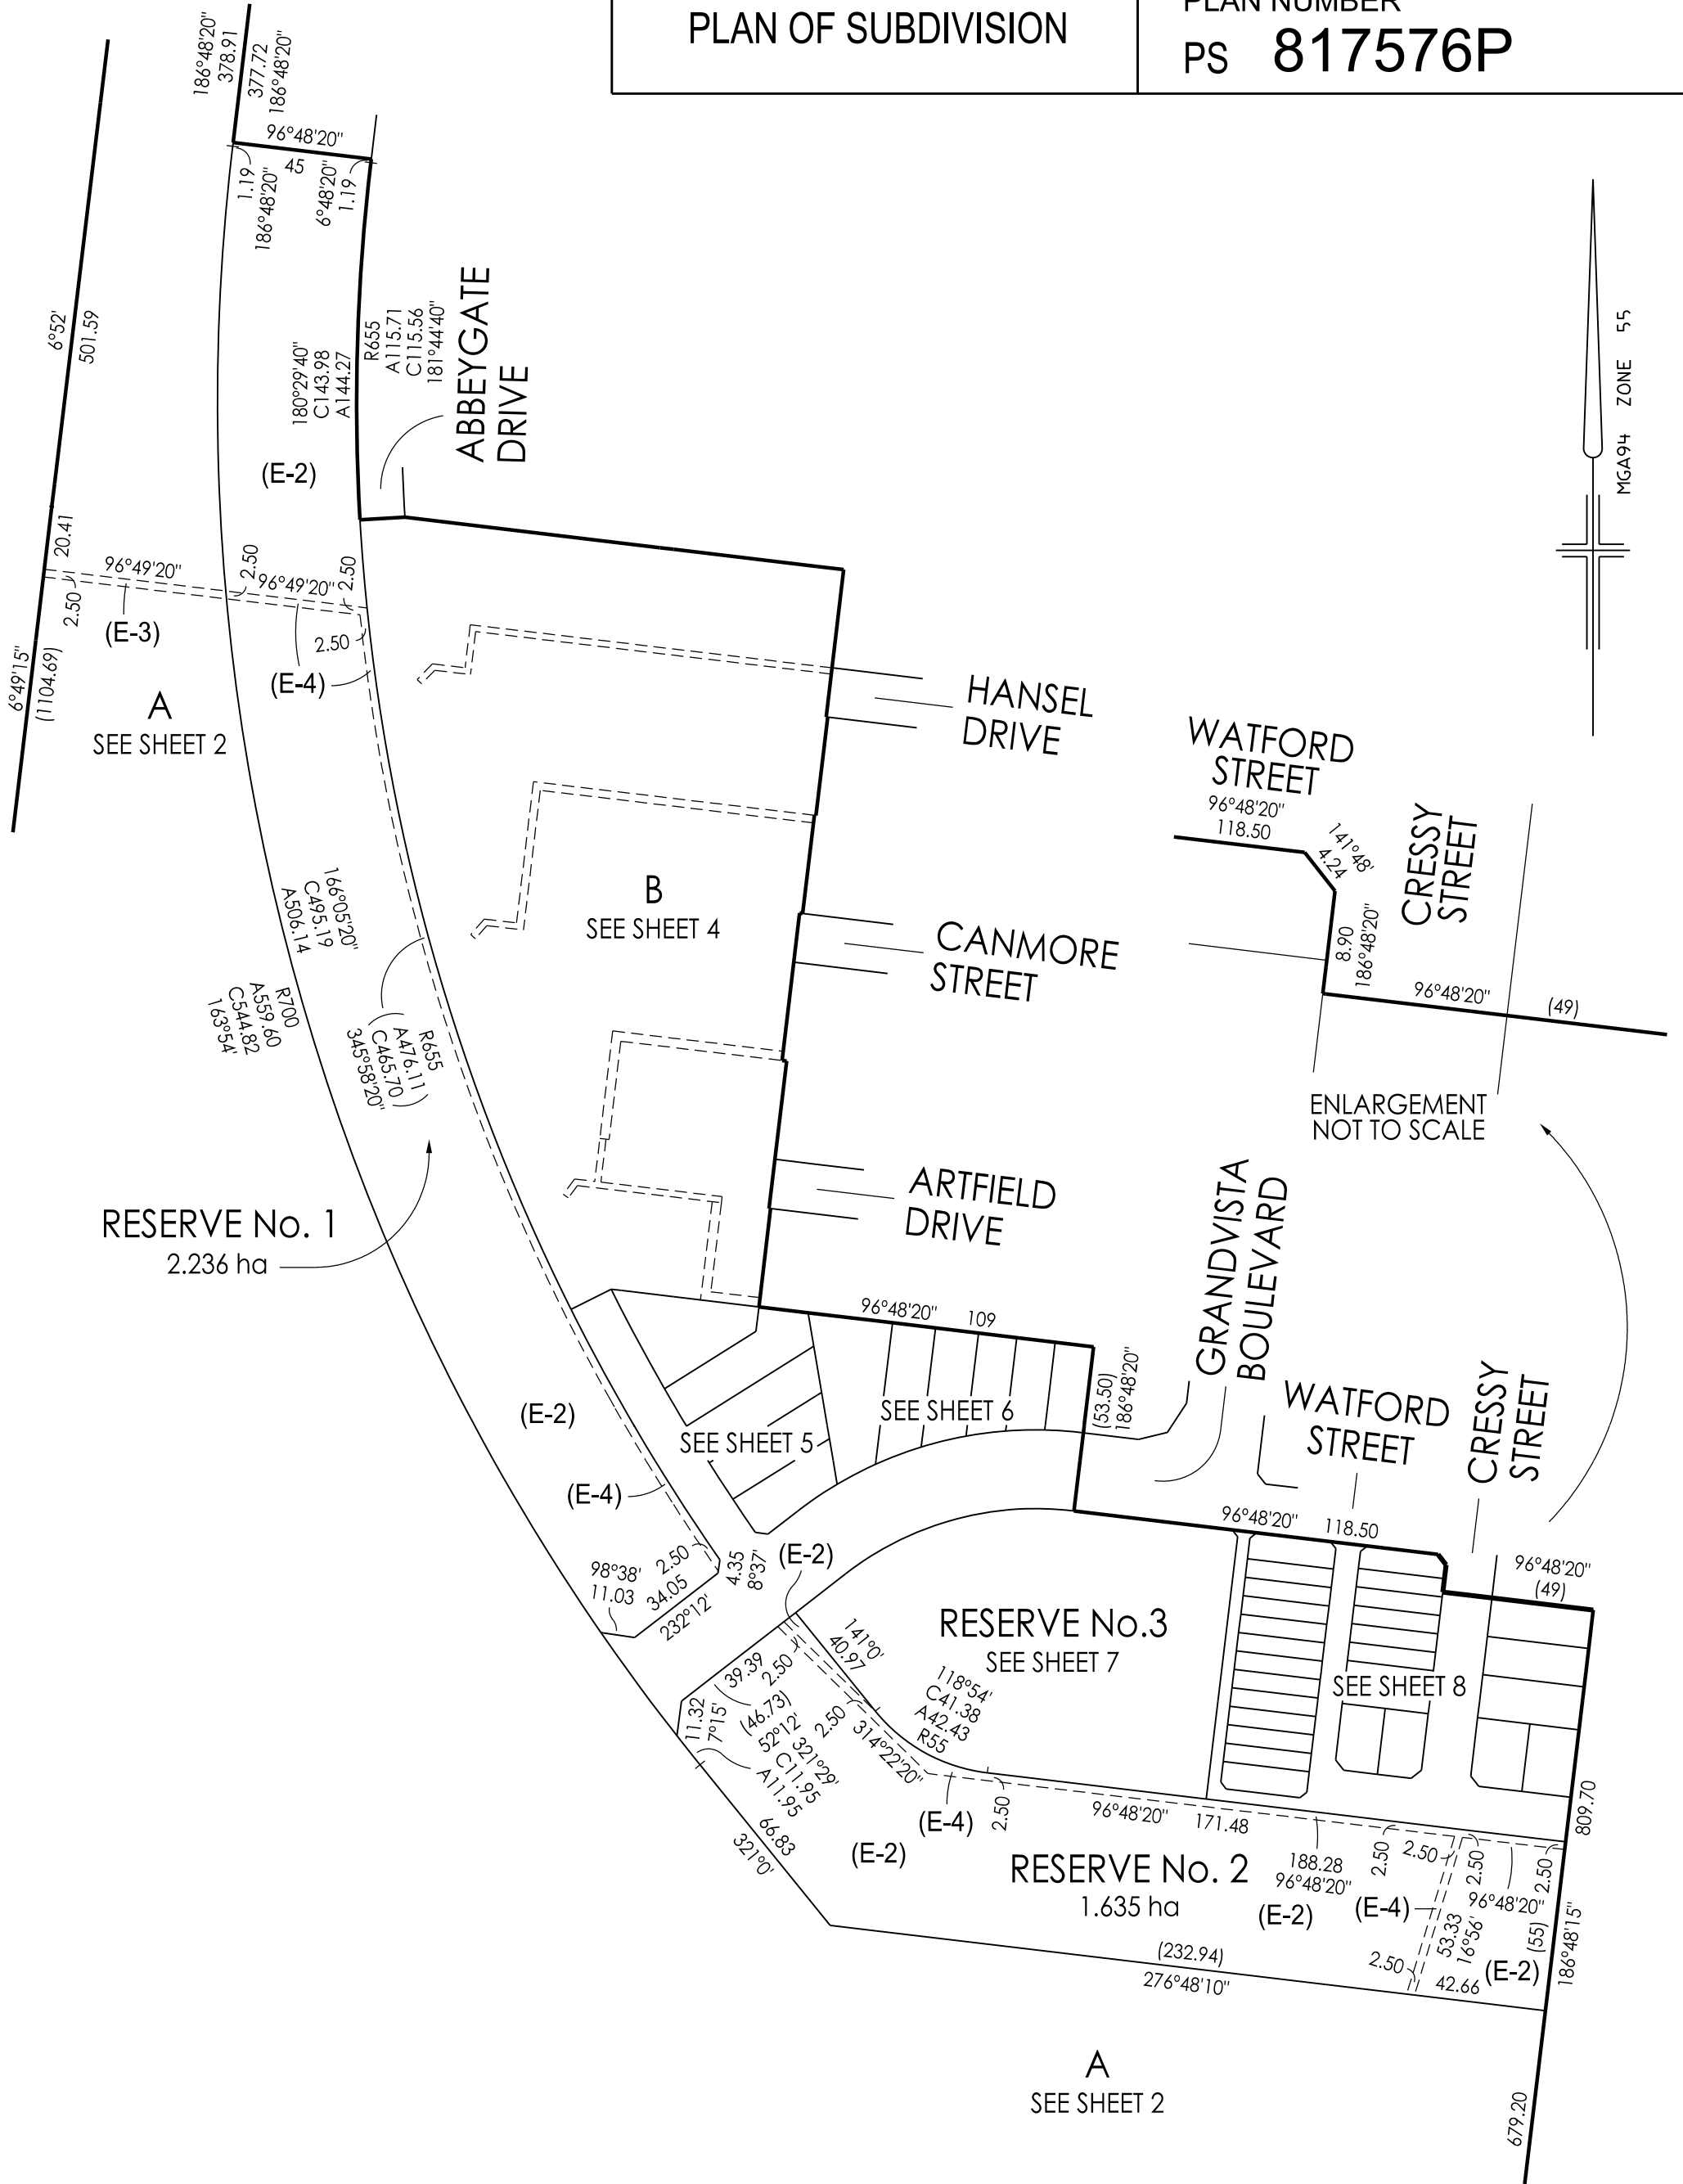 PLAN OF SUBDIVISION
PLAN NUMBER
PS 817576P
186°48'20"
378.91
377.72
186°48'20"
96°48'20"
45
1.19
186°48'20"
6°48'20"
1.19
6°52'
501.59
180°29'40"
C143.98
A144.27
R655
A115.71
C115.56
181°44'40"
ABBEYGATE
DRIVE
(E-2)
MGA94 ZONE 55
20.41
96°49'20"
2.50
2.50
96°49'20"
2.50
2.50
(E-3)
(E-4)
6°49'15"
(1104.69)
A
SEE SHEET 2
HANSEL
DRIVE
WATFORD
STREET
96°48'20"
118.50
141°48'
4.24
CRESSY
STREET
8.90
186°48'20"
96°48'20"
(49)
ENLARGEMENT
NOT TO SCALE
B
SEE SHEET 4
CANMORE
STREET
166°05'20"
C495.19
A506.14
R700
A559.60
C544.82
163°54'
R655
A476.11
C465.70
345°58'20"
RESERVE No. 1
2.236 ha
ARTFIELD
DRIVE
GRANDVISTA
BOULEVARD
96°48'20" 109
(53.50)
186°48'20"
SEE SHEET 6
SEE SHEET 5
WATFORD
STREET
CRESSY
STREET
(E-2)
(E-4)
96°48'20" 118.50
96°48'20"
(49)
98°38'
11.03
2.50
34.05
232°12'
4.35
8°37'
(E-2)
RESERVE No.3
SEE SHEET 7
SEE SHEET 8
141°0'
40.97
39.39
2.50
(46.73)
52°12'
11.32
7°15'
321°29'
C11.95
A11.95
2.50
314°22'20"
118°54'
C41.38
A42.43
R55
66.83
321°0'
(E-4)
2.50
(E-2)
96°48'20" 171.48
188.28
96°48'20"
RESERVE No. 2
1.635 ha
(E-2)
2.50
2.50
2.50
2.50
96°48'20"
(E-4)
53.33
16°56'
(55)
(E-2)
2.50
42.66
809.70
186°48'15"
(232.94)
276°48'10"
A
SEE SHEET 2
679.20